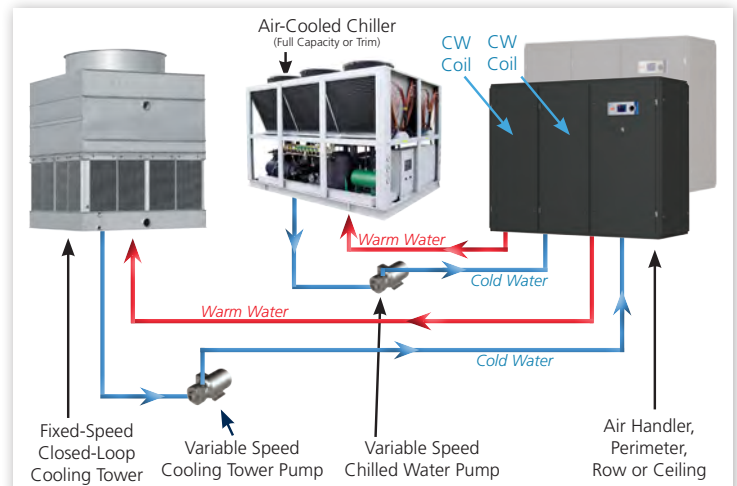 Air-Cooled Chiller
(Full Capacity or Trim)
CW
Coil
CW
Coil
Warm Water
Cold Water
Warm Water
Cold Water
Fixed-Speed
Closed-Loop
Cooling Tower
Variable Speed
Cooling Tower Pump
Variable Speed
Chilled Water Pump
Air Handler,
Perimeter,
Row or Ceiling